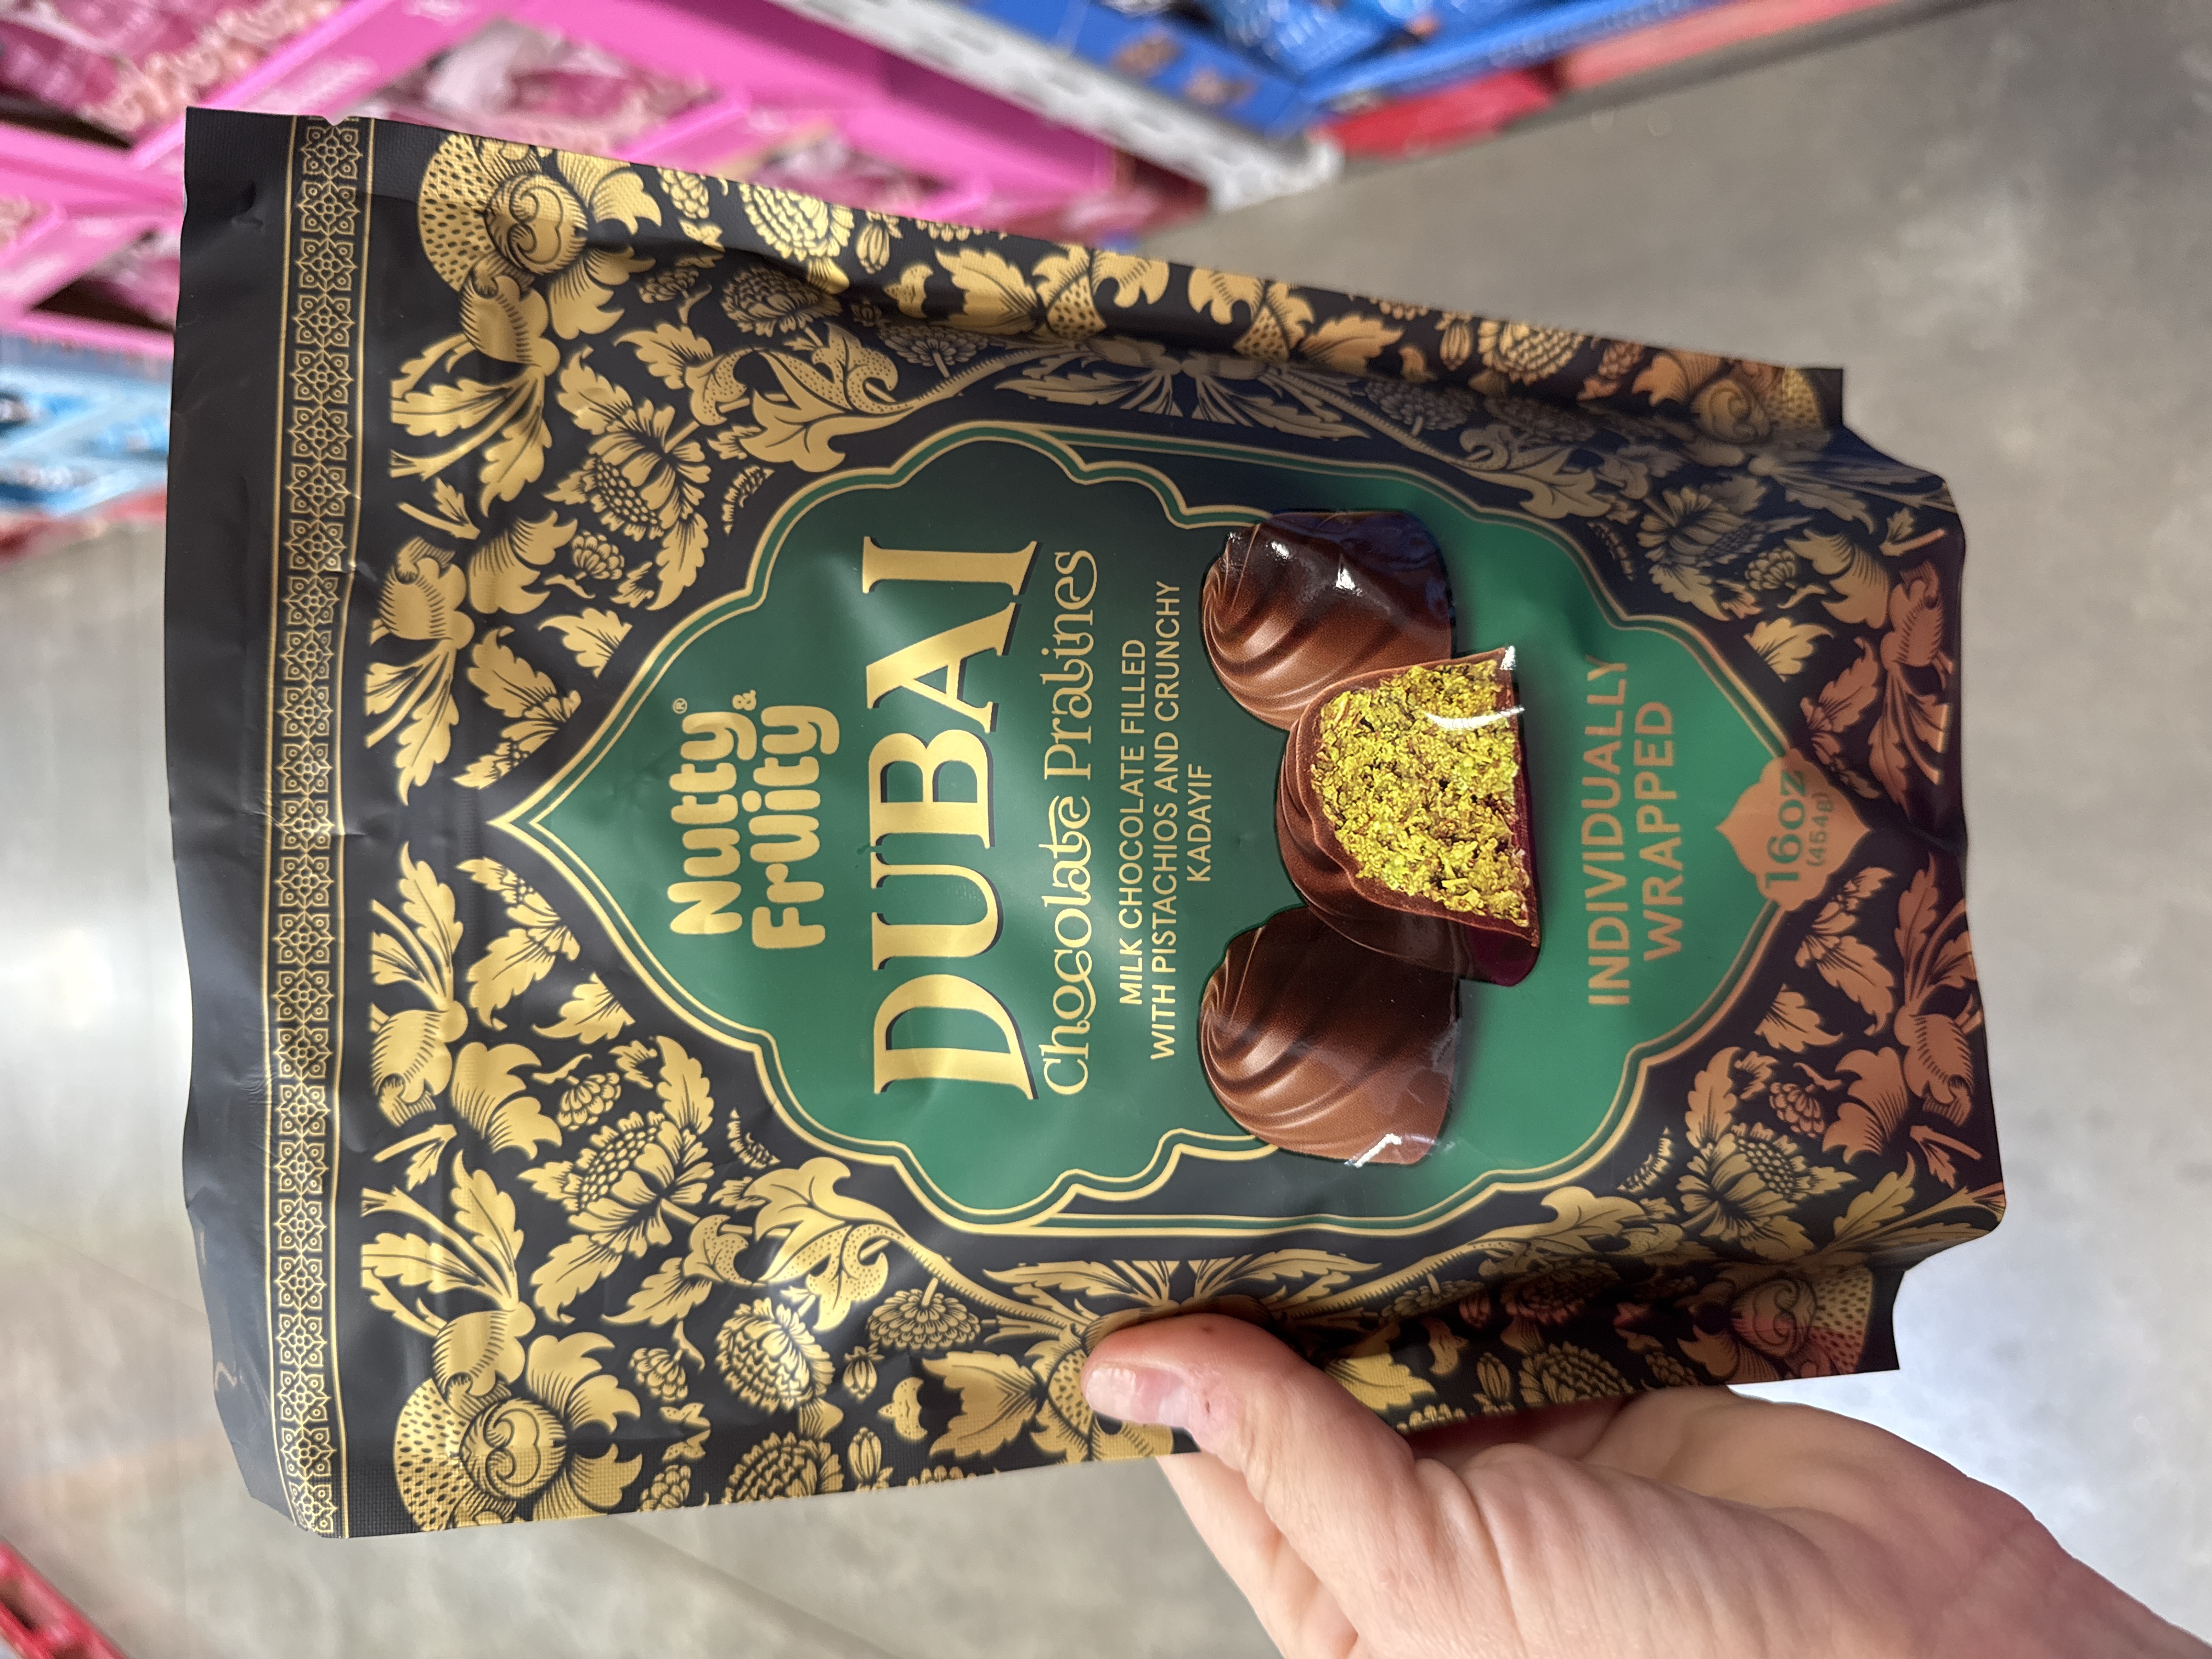 Nutty &
Fruity®
DUBAI
Chocolate Pralines
MILK CHOCOLATE FILLED
WITH PISTACHIOS AND CRUNCHY
KADAYIF
INDIVIDUALLY
WRAPPED
16oz
(454g)